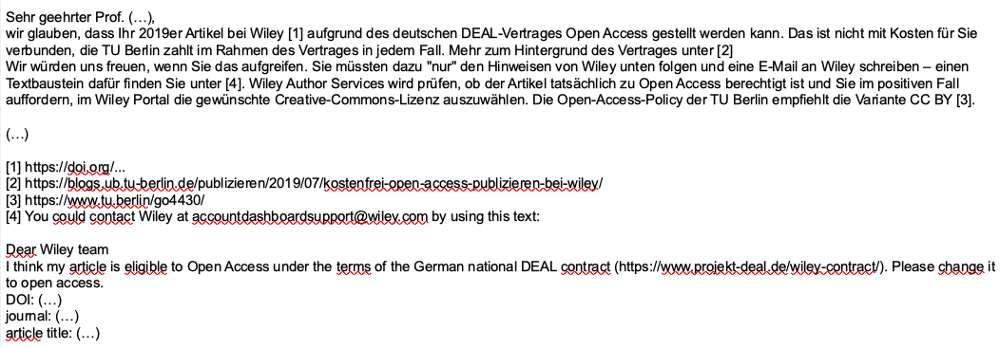 Sehr geehrter Prof. (…),
wir glauben, dass Ihr 2019er Artikel bei Wiley [1] aufgrund des deutschen DEAL-Vertrages Open Access gestellt werden kann. Das ist nicht mit Kosten für Sie
verbunden, die TU Berlin zahlt im Rahmen des Vertrages in jedem Fall. Mehr zum Hintergrund des Vertrages unter [2]
Wir würden uns freuen, wenn Sie das aufgreifen. Sie müssten dazu "nur" den Hinweisen von Wiley unten folgen und eine E-Mail an Wiley schreiben – einen
Textbaustein dafür finden Sie unter [4]. Wiley Author Services wird prüfen, ob der Artikel tatsächlich zu Open Access berechtigt ist und Sie im positiven Fall
auffordern, im Wiley Portal die gewünschte Creative-Commons-Lizenz auszuwählen. Die Open-Access-Policy der TU Berlin empfiehlt die Variante CC BY [3].
(…)
[1] https://doi.org/...
[2] https://blogs.ub.tu-berlin.de/publizieren/2019/07/kostenfrei-open-access-publizieren-bei-wiley/
[3] https://www.tu.berlin/go4430/
[4] You could contact Wiley at accountdashboardsupport@wiley.com by using this text:
Dear Wiley team
I think my article is eligible to Open Access under the terms of the German national DEAL contract (https://www.projekt-deal.de/wiley-contract/). Please change it
to open access.
DOI: (…)
journal: (…)
article title: (…)